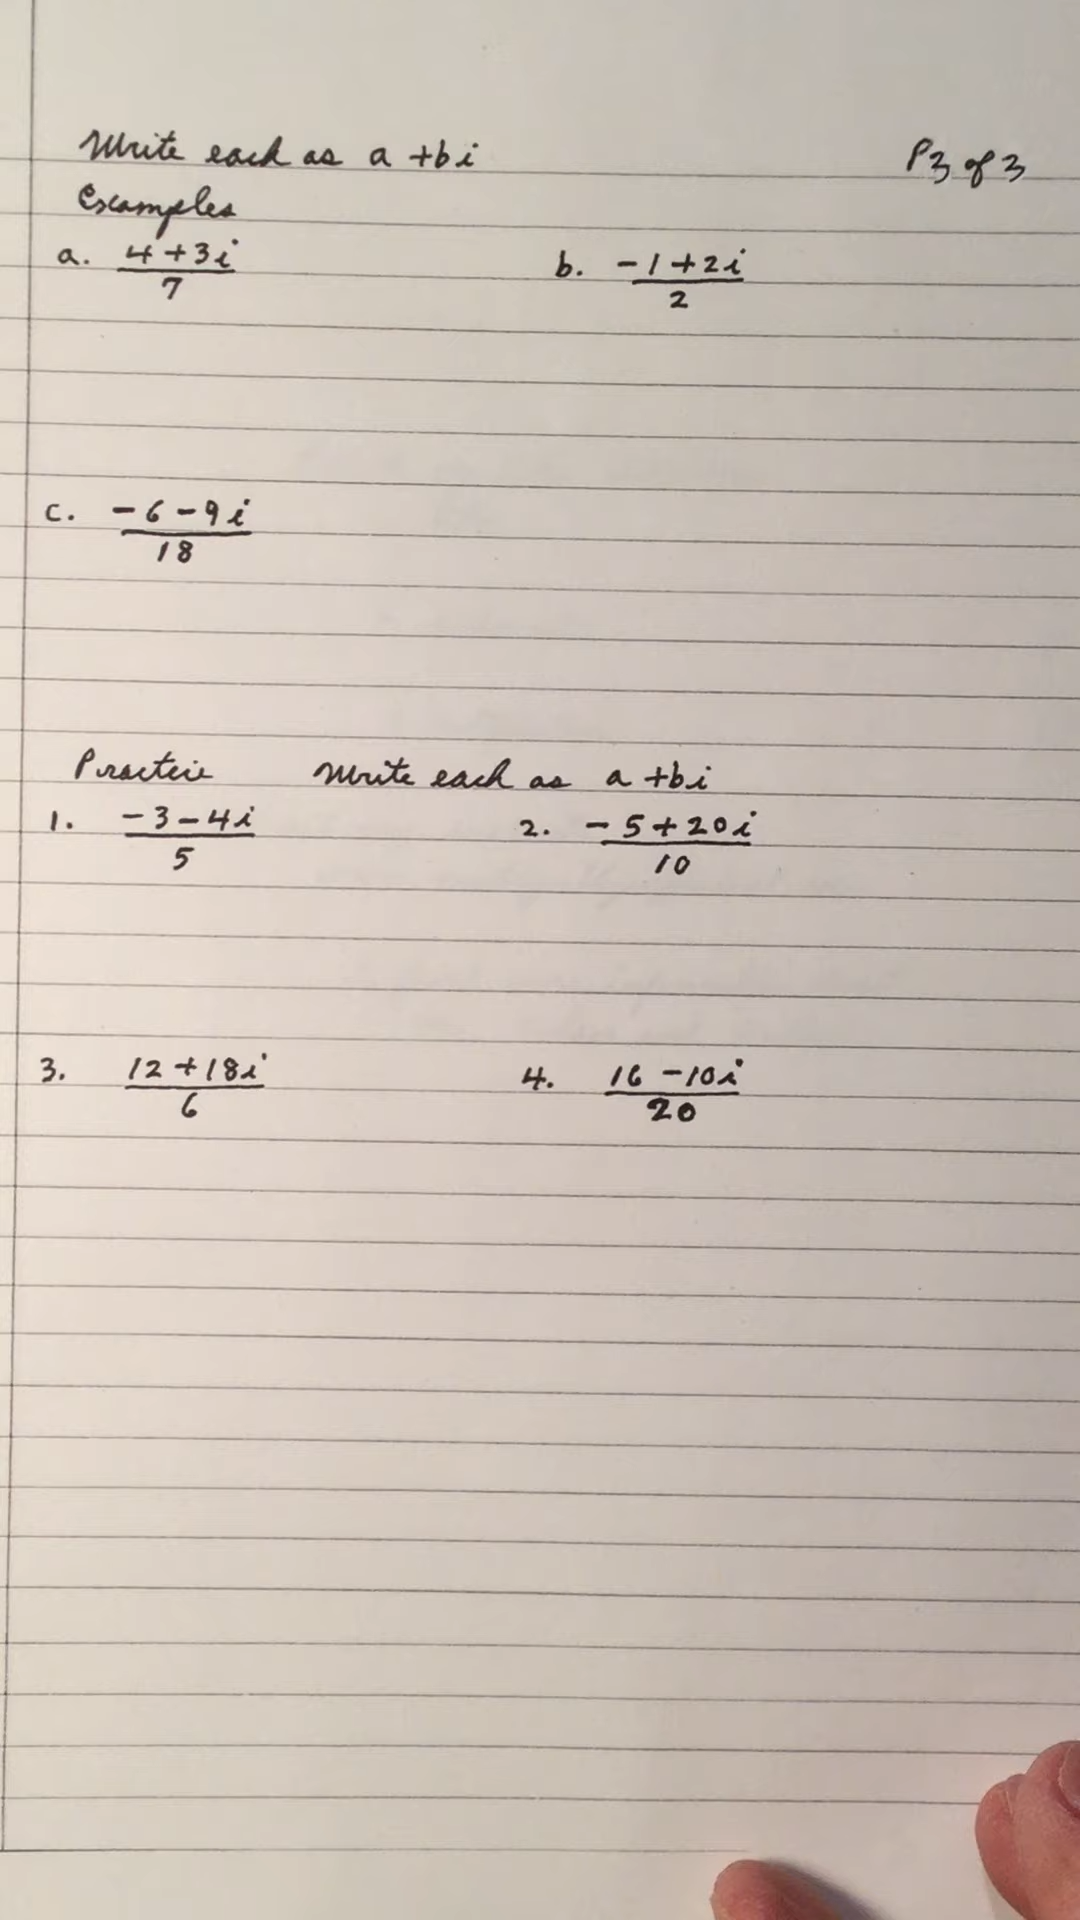 Write each as a + bi P3 of 3
Examples
a. (4 + 3i)/7 b. (-1 + 2i)/2
c. (-6 - 9i)/18
Practice Write each as a + bi
1. (-3 - 4i)/5 2. (-5 + 20i)/10
3. (12 + 18i)/6 4. (16 - 10i)/20